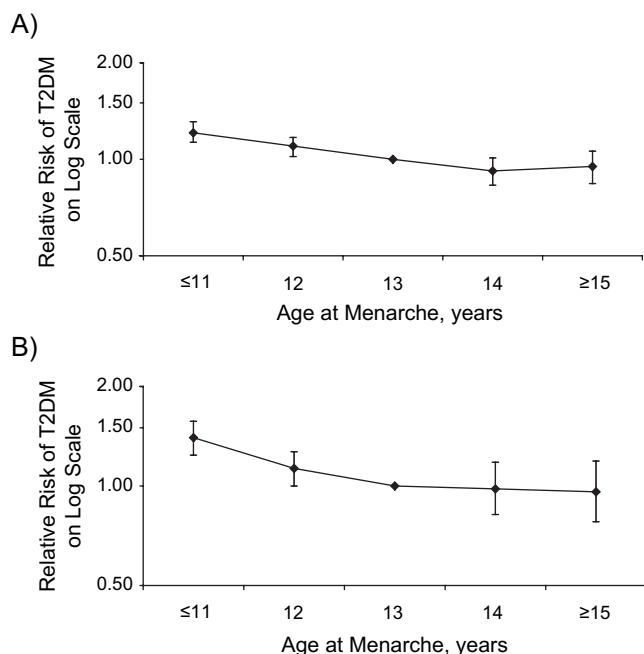 A)
Relative Risk of T2DM
on Log Scale
2.00
1.50
1.00
0.50
≤11
12
13
14
≥15
Age at Menarche, years
B)
Relative Risk of T2DM
on Log Scale
2.00
1.50
1.00
0.50
≤11
12
13
14
≥15
Age at Menarche, years